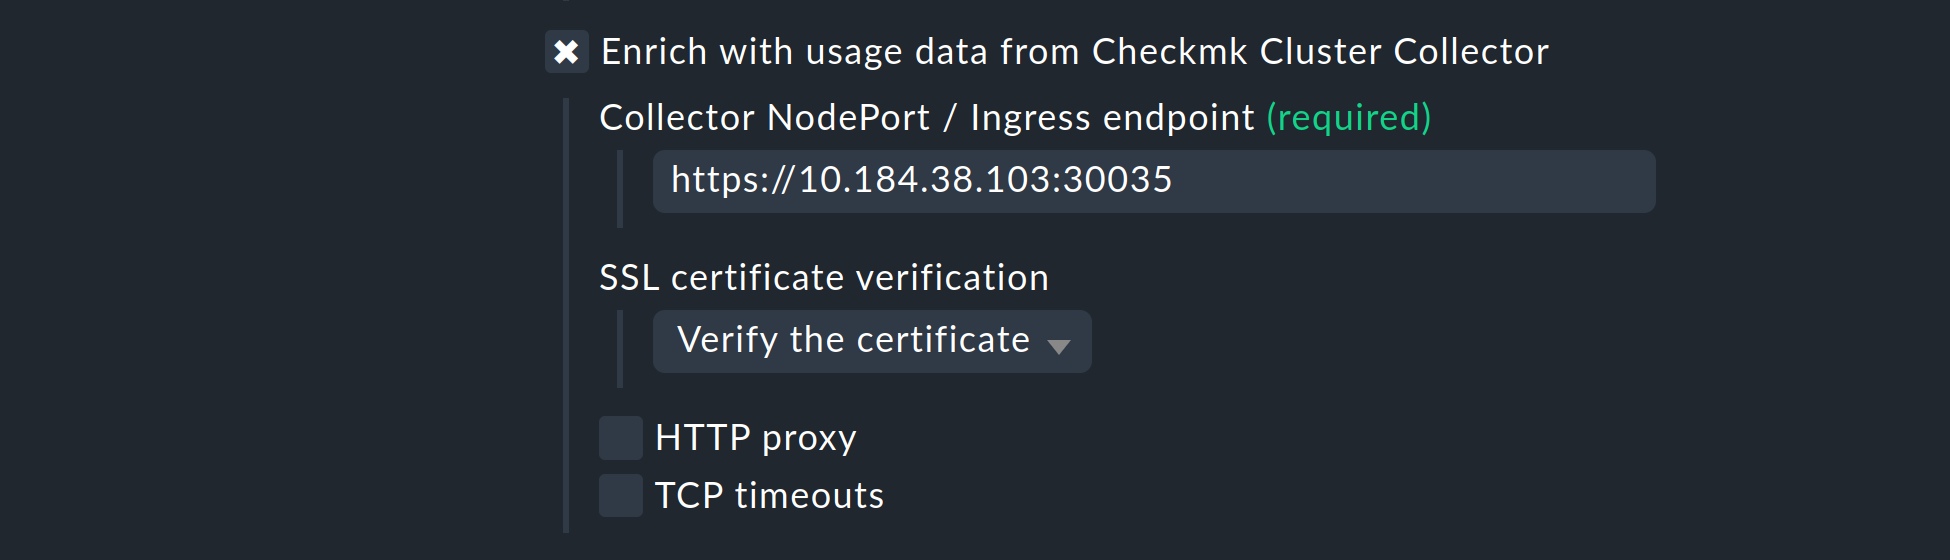 Enrich with usage data from Checkmk Cluster Collector
Collector NodePort / Ingress endpoint (required)
https://10.184.38.103:30035
SSL certificate verification
Verify the certificate
HTTP proxy
TCP timeouts